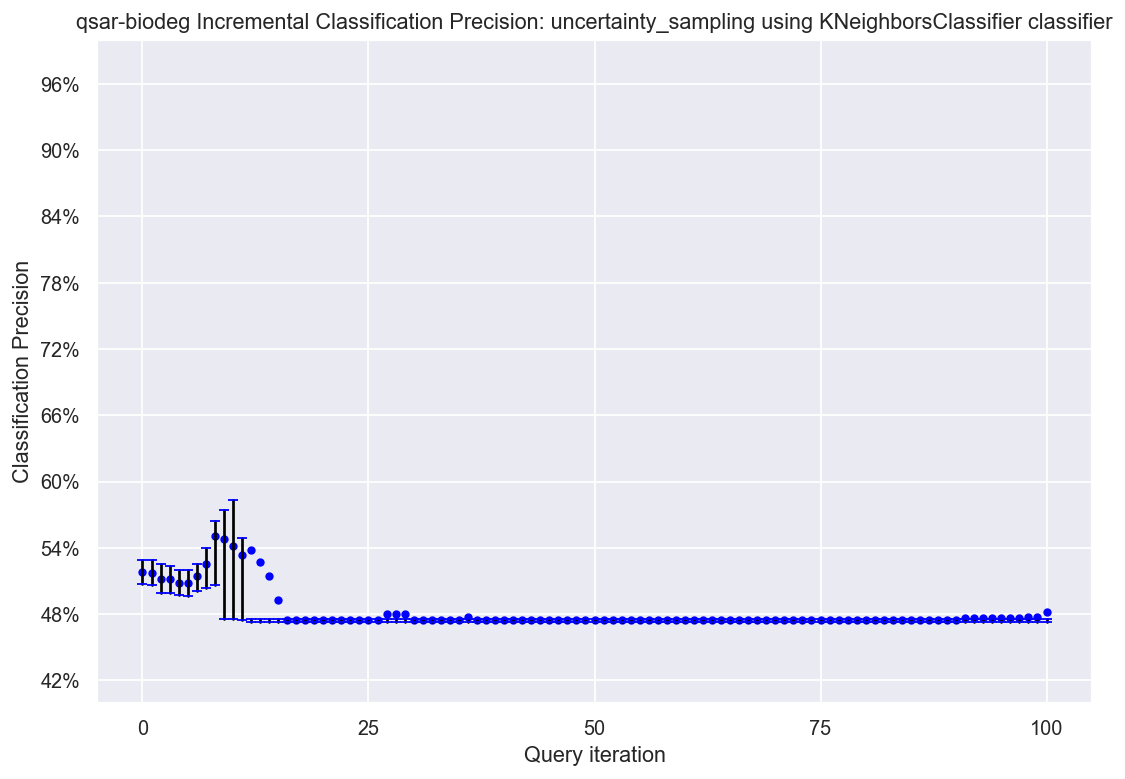 qsar-biodeg Incremental Classification Precision: uncertainty_sampling using KNeighborsClassifier classifier
96%
90%
84%
78%
72%
66%
60%
54%
48%
42%
Classification Precision
0 25 50 75 100
Query iteration